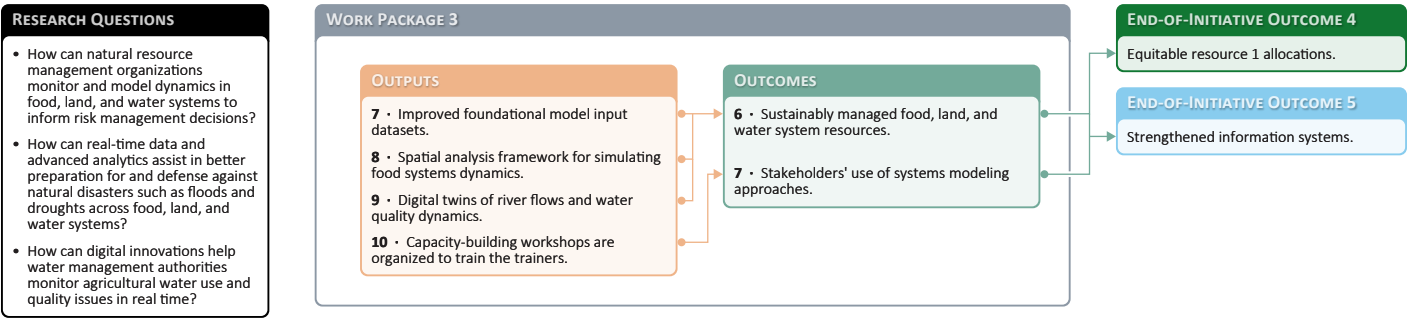 RESEARCH QUESTIONS
• How can natural resource
management organizations
monitor and model dynamics in
food, land, and water systems to
inform risk management decisions?
• How can real-time data and
advanced analytics assist in better
preparation for and defense against
natural disasters such as floods and
droughts across food, land, and
water systems?
• How can digital innovations help
water management authorities
monitor agricultural water use and
quality issues in real time?
WORK PACKAGE 3
OUTPUTS
7 · Improved foundational model input
datasets.
8 · Spatial analysis framework for simulating
food systems dynamics.
9 · Digital twins of river flows and water
quality dynamics.
10 · Capacity-building workshops are
organized to train the trainers.
OUTCOMES
6 · Sustainably managed food, land, and
water system resources.
7 · Stakeholders' use of systems modeling
approaches.
END-OF-INITIATIVE OUTCOME 4
Equitable resource 1 allocations.
END-OF-INITIATIVE OUTCOME 5
Strengthened information systems.